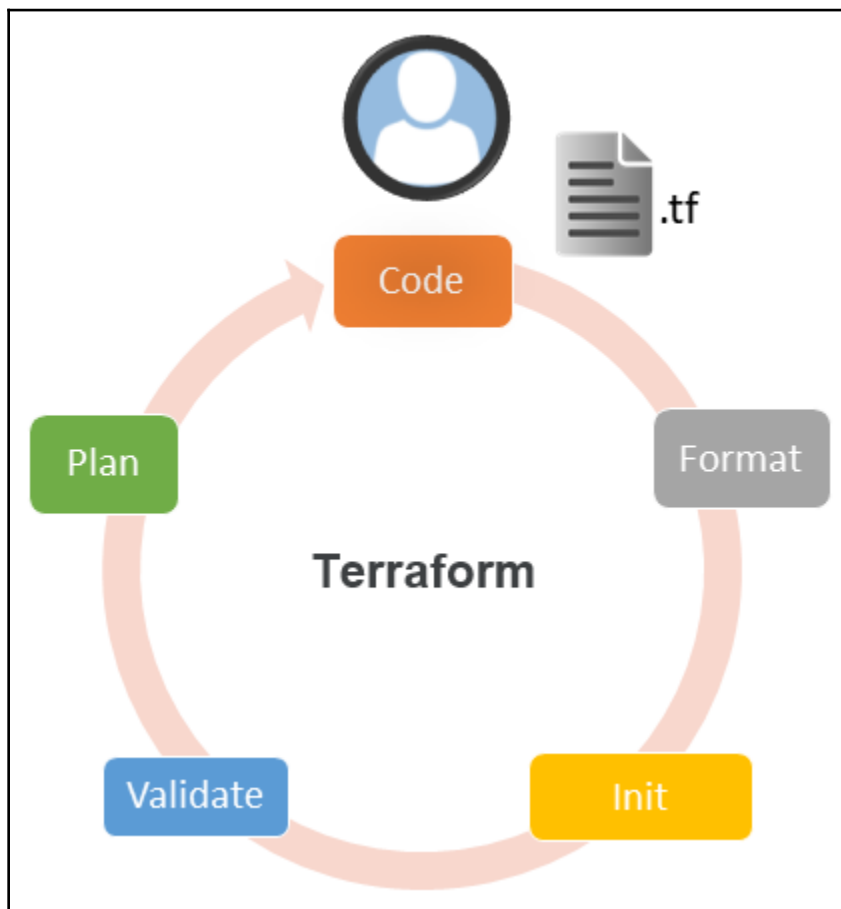 .tf
Code
Format
Plan
Terraform
Validate
Init